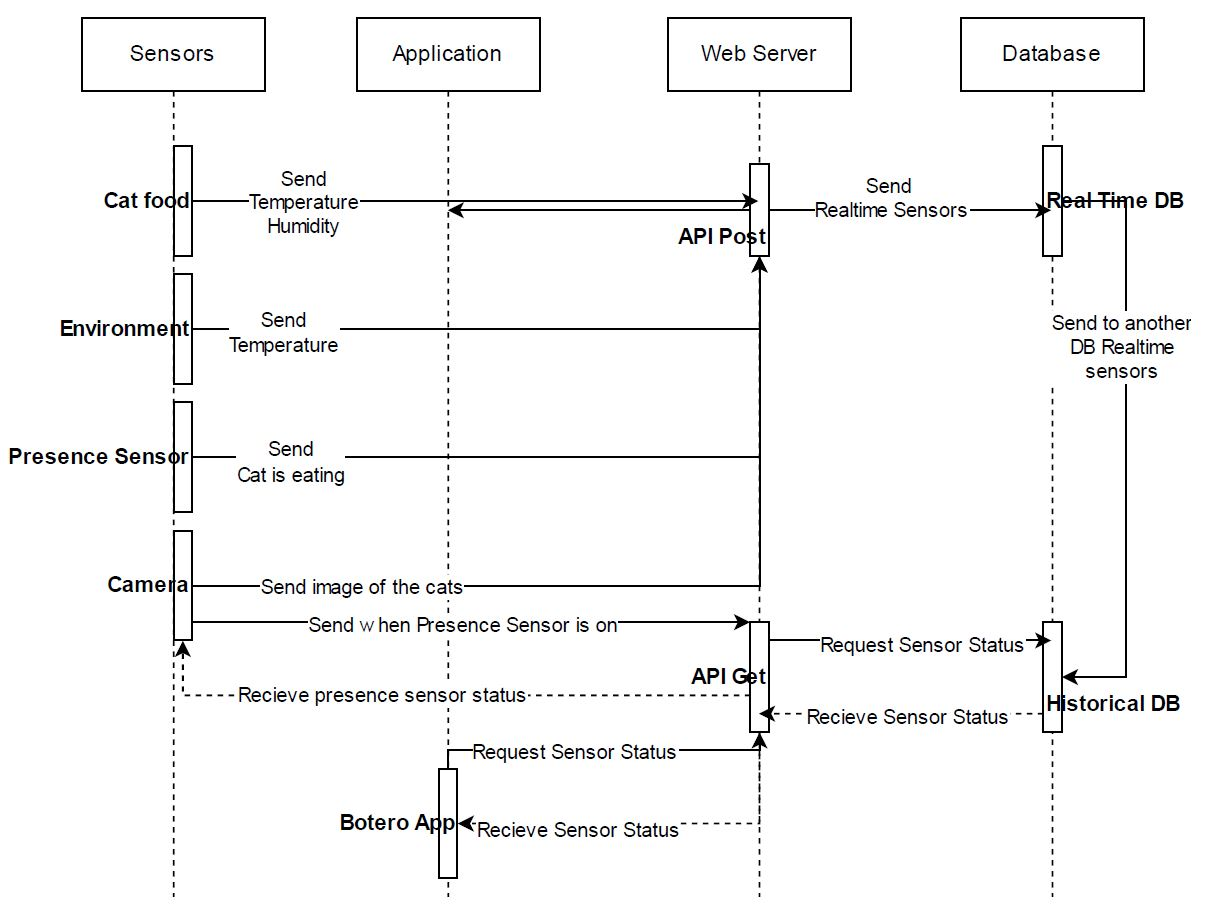 Sensors
Application
Web Server
Database
Cat food
Send
Temperature
Humidity
API Post
Send
Realtime Sensors
Real Time DB
Environment
Send
Temperature
Send to another
DB Realtime
sensors
Presence Sensor
Send
Cat is eating
Camera
Send image of the cats
Send when Presence Sensor is on
Request Sensor Status
API Get
Recieve presence sensor status
Historical DB
Recieve Sensor Status
Request Sensor Status
Botero App
Recieve Sensor Status